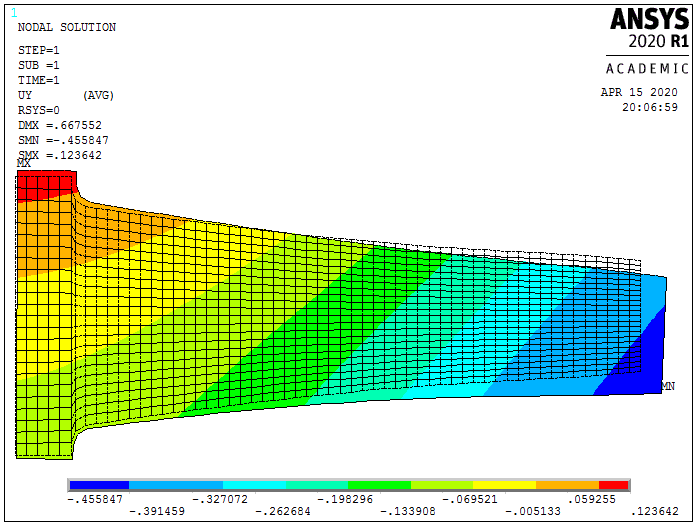 1
NODAL SOLUTION
STEP=1
SUB =1
TIME=1
UY (AVG)
RSYS=0
DMX =.667552
SMN =-.455847
SMX =.123642
ANSYS
2020 R1
ACADEMIC
APR 15 2020
20:06:59
MX
MN
-.455847 -.327072 -.198296 -.069521 .059255
-.391459 -.262684 -.133908 -.005133 .123642